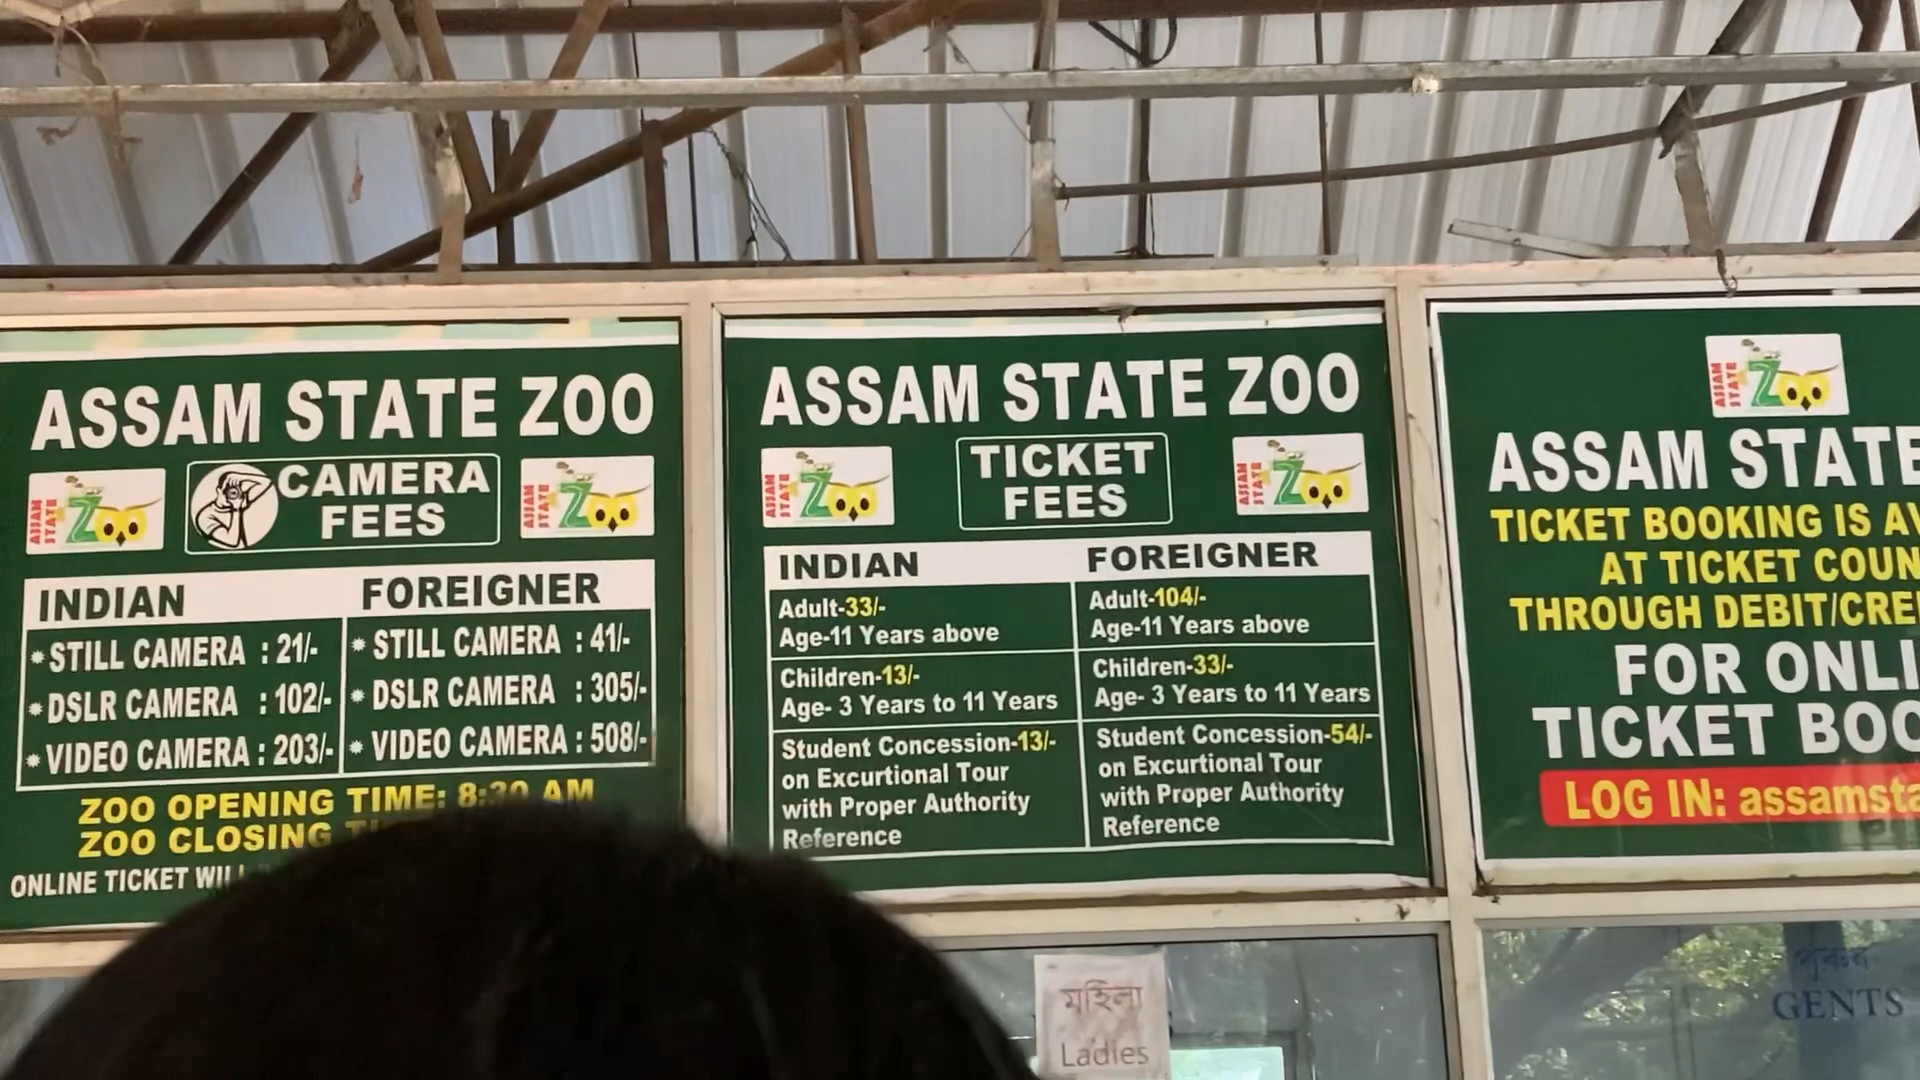 ASSAM STATE ZOO
ASSAM STATE ZOO
CAMERA
FEES
ASSAM STATE ZOO
INDIAN
FOREIGNER
STILL CAMERA : 21/-
STILL CAMERA : 41/-
DSLR CAMERA : 102/-
DSLR CAMERA : 305/-
VIDEO CAMERA : 203/-
VIDEO CAMERA : 508/-
ZOO OPENING TIME: 8:30 AM
ZOO CLOSING
ONLINE TICKET
ASSAM STATE ZOO
ASSAM STATE ZOO
TICKET
FEES
ASSAM STATE ZOO
INDIAN
FOREIGNER
Adult-33/-
Age-11 Years above
Adult-104/-
Age-11 Years above
Children-13/-
Age- 3 Years to 11 Years
Children-33/-
Age- 3 Years to 11 Years
Student Concession-13/-
on Excurtional Tour
with Proper Authority
Reference
Student Concession-54/-
on Excurtional Tour
with Proper Authority
Reference
ASSAM STATE ZOO
ASSAM STATE
TICKET BOOKING IS
AT TICKET
THROUGH DEBIT/
FOR
TICKET
LOG IN:
মহিলা
Ladies
GENTS